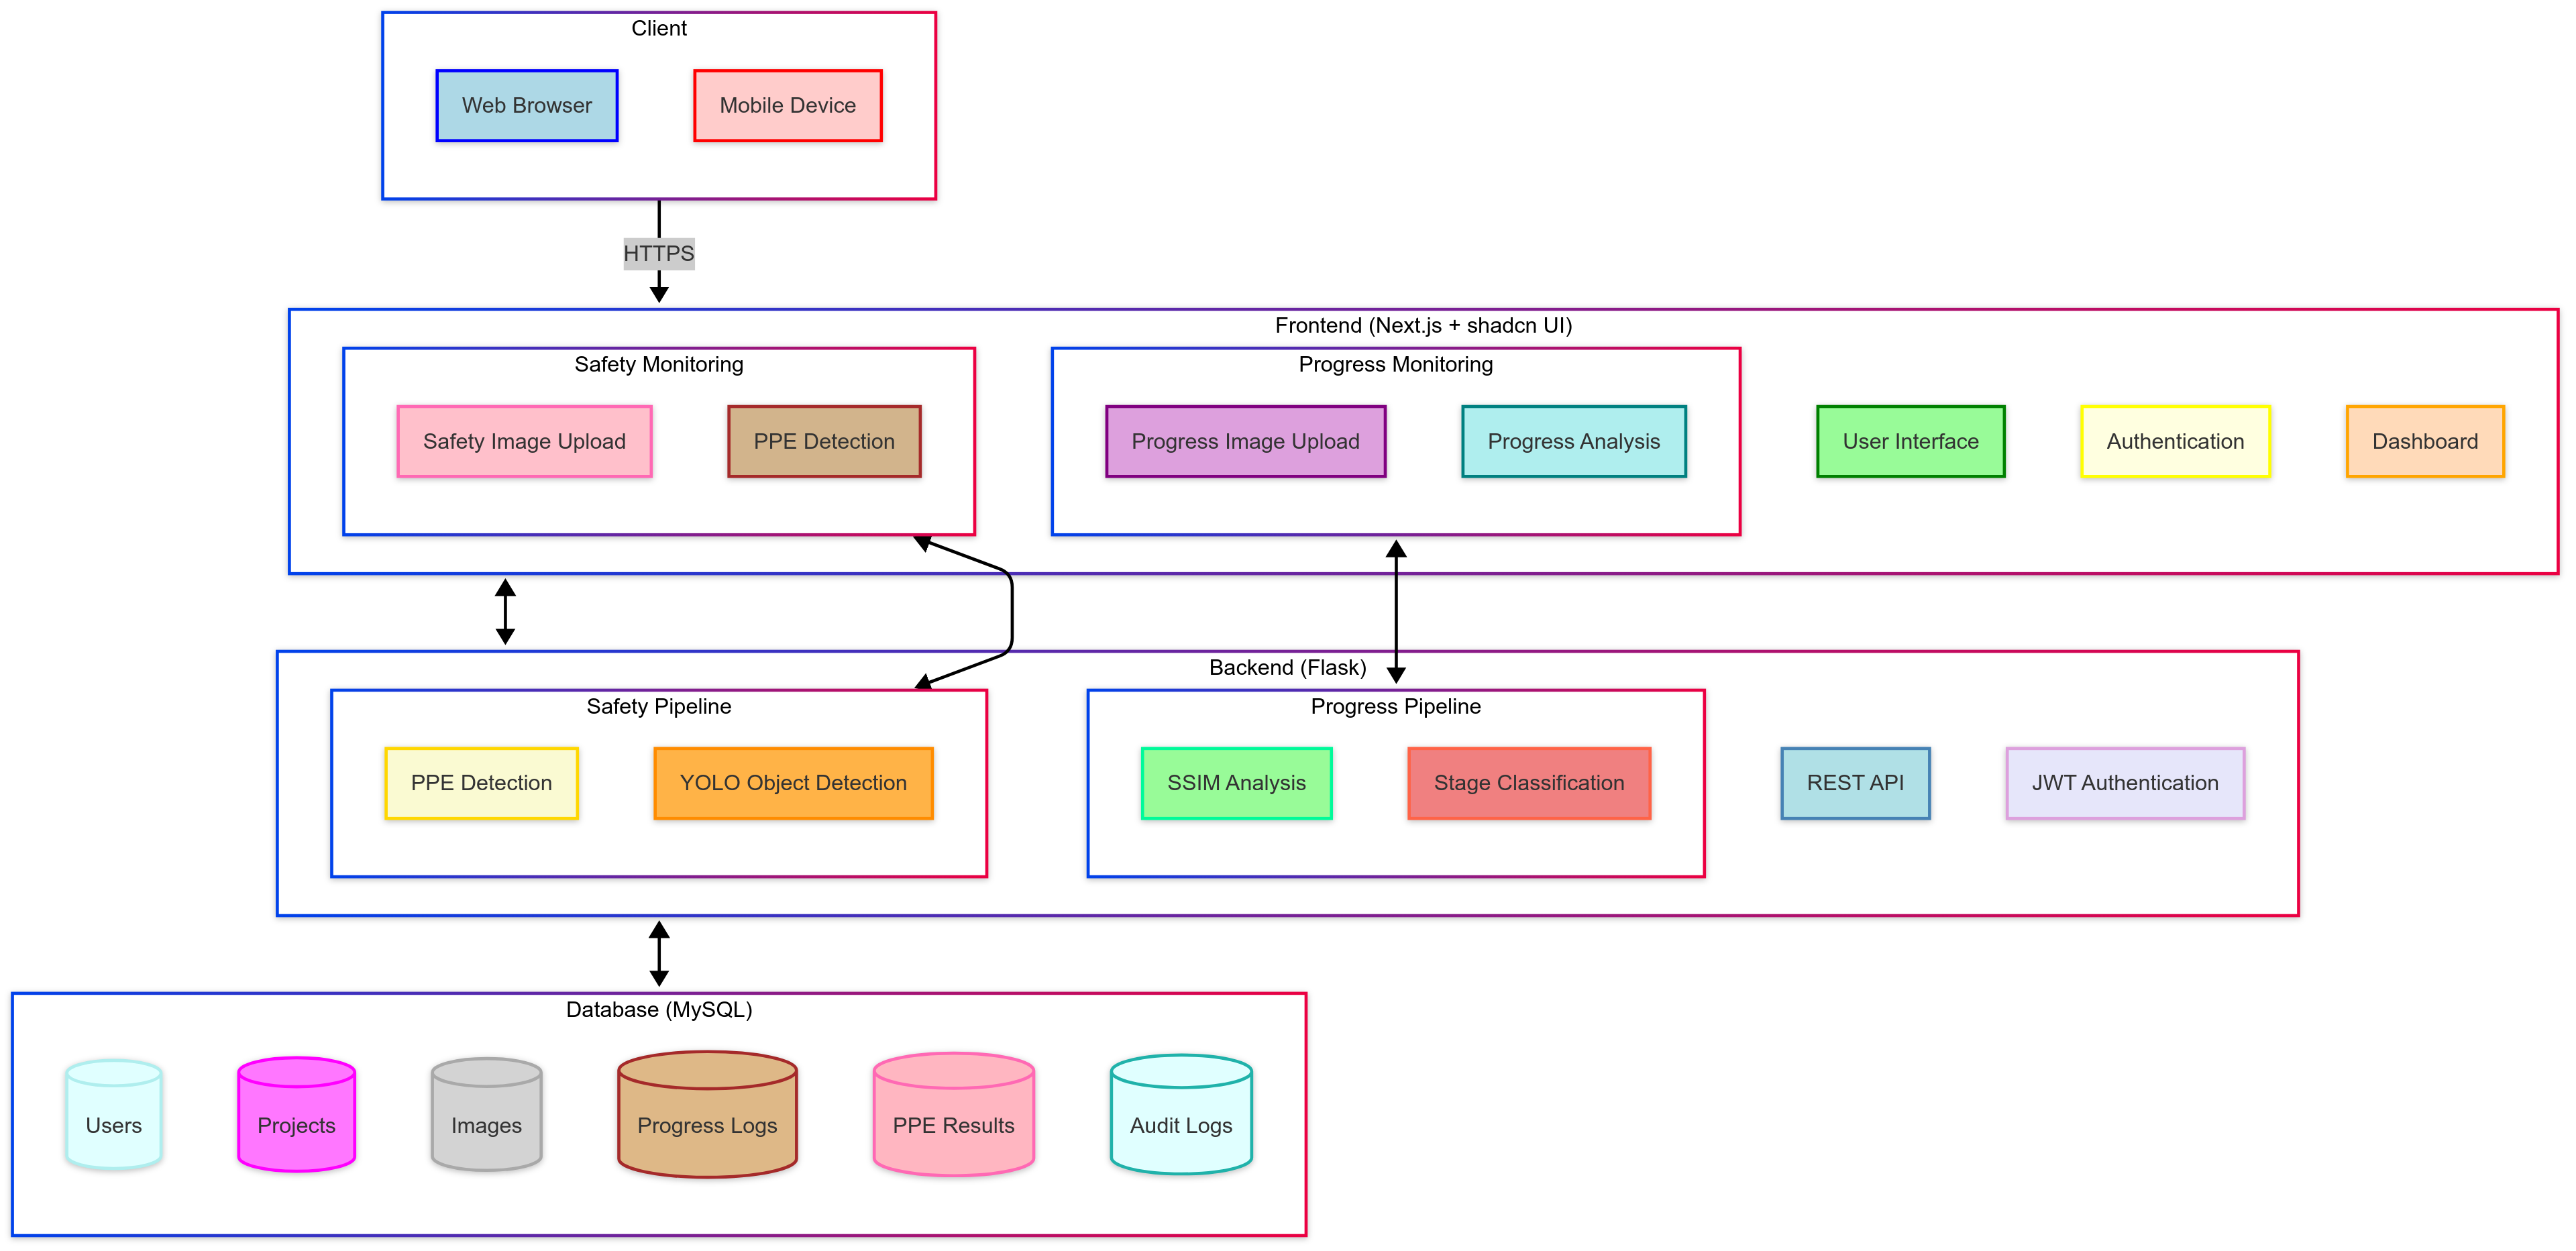 Client
Web Browser
Mobile Device
HTTPS
Frontend (Next.js + shadcn UI)
Safety Monitoring
Progress Monitoring
Safety Image Upload
PPE Detection
Progress Image Upload
Progress Analysis
User Interface
Authentication
Dashboard
Backend (Flask)
Safety Pipeline
Progress Pipeline
PPE Detection
YOLO Object Detection
SSIM Analysis
Stage Classification
REST API
JWT Authentication
Database (MySQL)
Users
Projects
Images
Progress Logs
PPE Results
Audit Logs